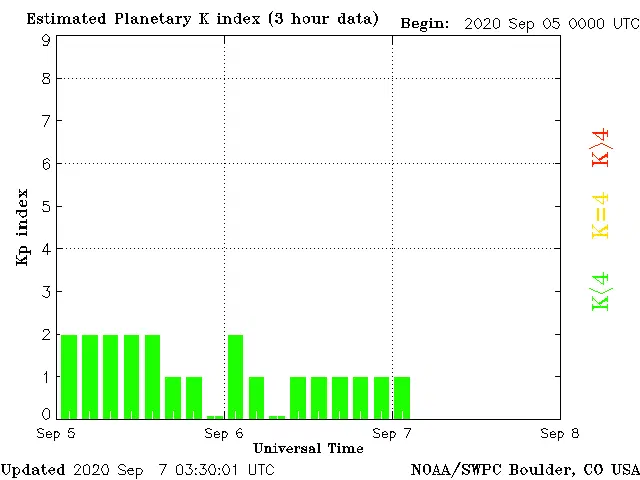 Estimated Planetary K index (3 hour data) Begin: 2020 Sep 05 0000 UTC
9
8
7
6
5
4
3
2
1
0
Kp index
K>4
K=4
K<4
Sep 5 Sep 6 Sep 7 Sep 8
Universal Time
Updated 2020 Sep 7 03:30:01 UTC NOAA/SWPC Boulder, CO USA